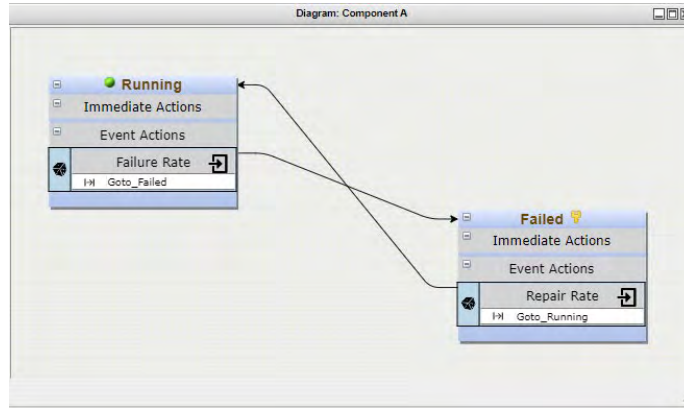 Diagram: Component A
Running
Immediate Actions
Event Actions
Failure Rate
Goto_Failed
Failed
Immediate Actions
Event Actions
Repair Rate
Goto_Running